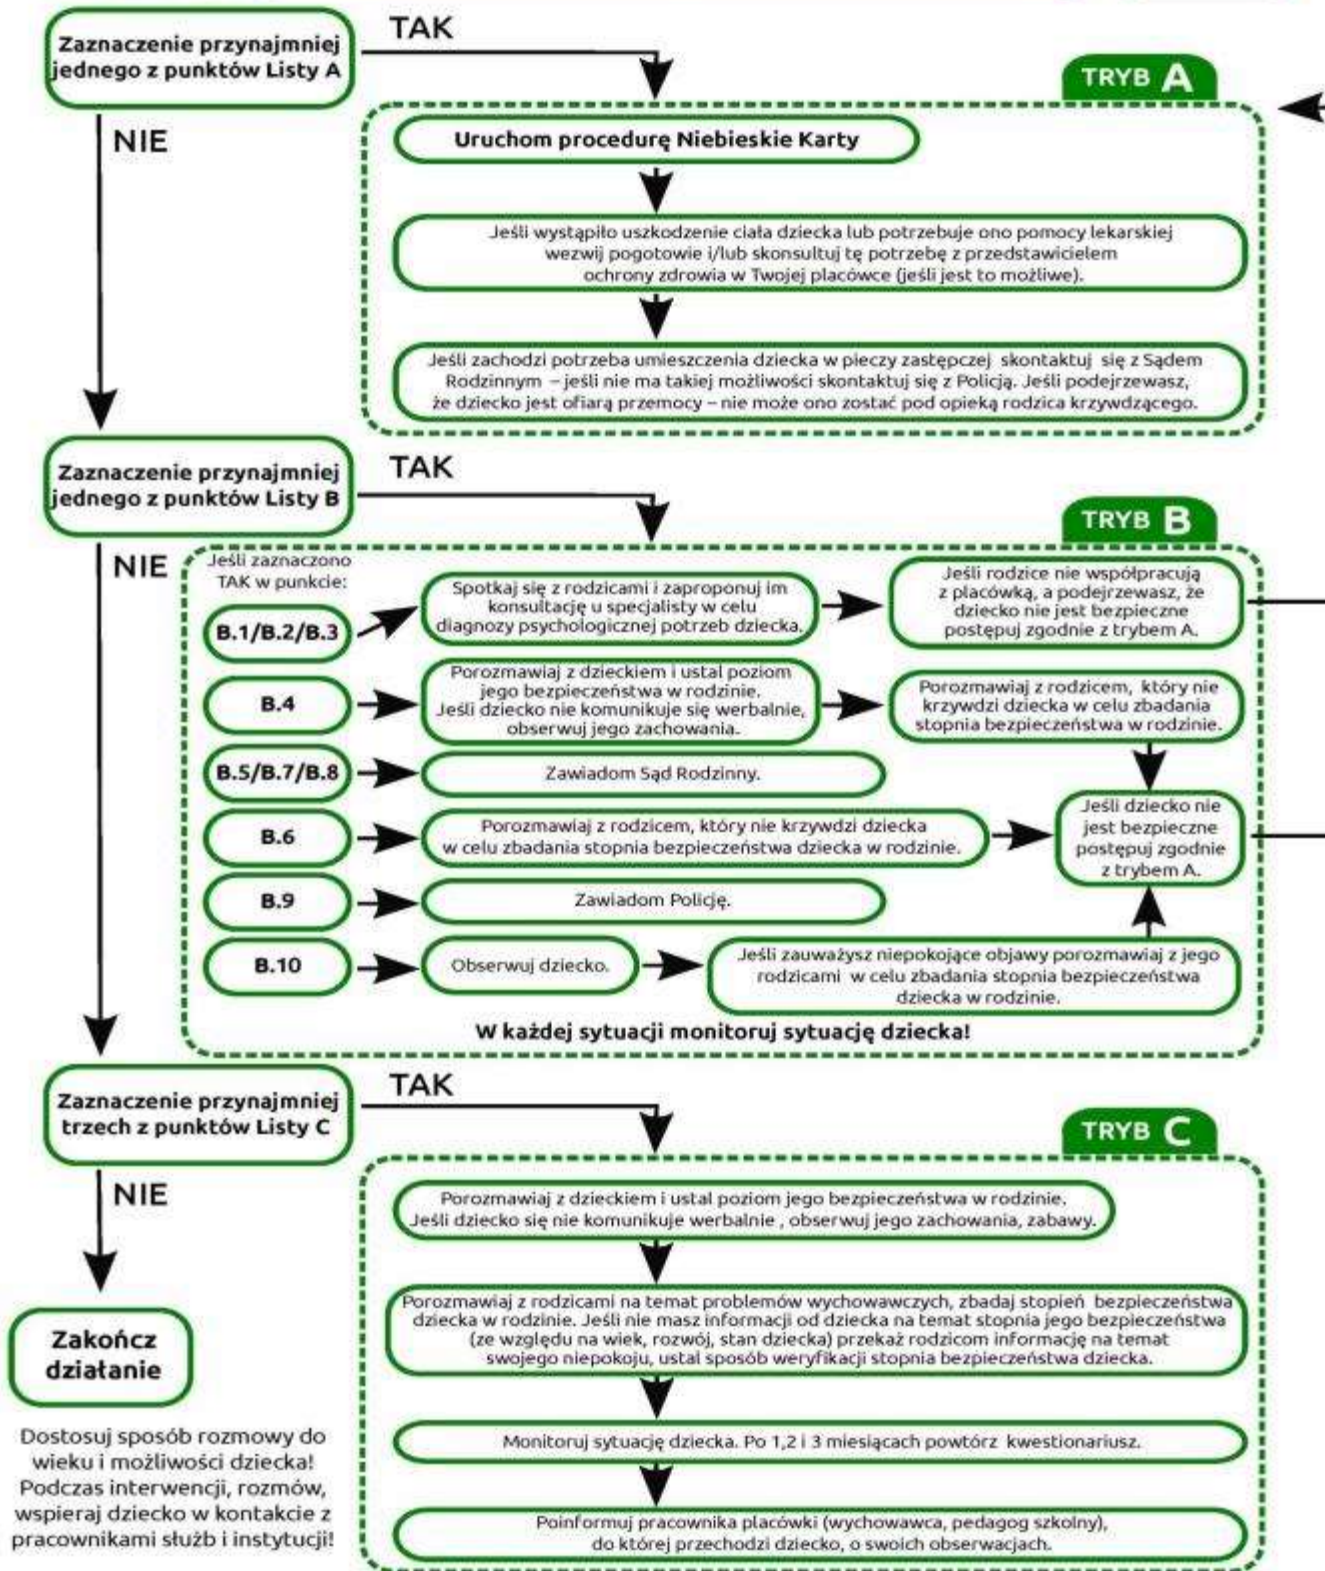 Zaznaczenie przynajmniej
jednego z punktów Listy A
TAK
NIE
TRYB A
Uruchom procedurę Niebieskie Karty
Jeśli wystąpiło uszkodzenie ciała dziecka lub potrzebuje ono pomocy lekarskiej
wezwij pogotowie i/lub skonsultuj tę potrzebę z przedstawicielem
ochrony zdrowia w Twojej placówce (jeśli jest to możliwe).
Jeśli zachodzi potrzeba umieszczenia dziecka w pieczy zastępczej skontaktuj się z Sądem
Rodzinnym – jeśli nie ma takiej możliwości skontaktuj się z Policją. Jeśli podejrzewasz,
że dziecko jest ofiarą przemocy – nie może ono zostać pod opieką rodzica krzywdzącego.
Zaznaczenie przynajmniej
jednego z punktów Listy B
TAK
NIE
TRYB B
Jeśli zaznaczono
TAK w punkcie:
B.1/B.2/B.3
Spotkaj się z rodzicami i zaproponuj im
konsultację u specjalisty w celu
diagnozy psychologicznej potrzeb dziecka.
Jeśli rodzice nie współpracują
z placówką, a podejrzewasz, że
dziecko nie jest bezpieczne
postępuj zgodnie z trybem A.
B.4
Porozmawiaj z dzieckiem i ustal poziom
jego bezpieczeństwa w rodzinie.
Jeśli dziecko nie komunikuje się werbalnie,
obserwuj jego zachowania.
Porozmawiaj z rodzicem, który nie
krzywdzi dziecka w celu zbadania
stopnia bezpieczeństwa w rodzinie.
B.5/B.7/B.8
Zawiadom Sąd Rodzinny.
B.6
Porozmawiaj z rodzicem, który nie krzywdzi dziecka
w celu zbadania stopnia bezpieczeństwa dziecka w rodzinie.
Jeśli dziecko nie
jest bezpieczne
postępuj zgodnie
z trybem A.
B.9
Zawiadom Policję.
B.10
Obserwuj dziecko.
Jeśli zauważysz niepokojące objawy porozmawiaj z jego
rodzicami w celu zbadania stopnia bezpieczeństwa
dziecka w rodzinie.
W każdej sytuacji monitoruj sytuację dziecka!
Zaznaczenie przynajmniej
trzech z punktów Listy C
TAK
NIE
TRYB C
Porozmawiaj z dzieckiem i ustal poziom jego bezpieczeństwa w rodzinie.
Jeśli dziecko się nie komunikuje werbalnie , obserwuj jego zachowania, zabawy.
Porozmawiaj z rodzicami na temat problemów wychowawczych, zbadaj stopień bezpieczeństwa
dziecka w rodzinie. Jeśli nie masz informacji od dziecka na temat stopnia jego bezpieczeństwa
(ze względu na wiek, rozwój, stan dziecka) przekaż rodzicom informację na temat
swojego niepokoju, ustal sposób weryfikacji stopnia bezpieczeństwa dziecka.
Monitoruj sytuację dziecka. Po 1,2 i 3 miesiącach powtórz kwestionariusz.
Poinformuj pracownika placówki (wychowawca, pedagog szkolny),
do której przechodzi dziecko, o swoich obserwacjach.
Zakończ
działanie
Dostosuj sposób rozmowy do
wieku i możliwości dziecka!
Podczas interwencji, rozmów,
wspieraj dziecko w kontakcie z
pracownikami służb i instytucji!